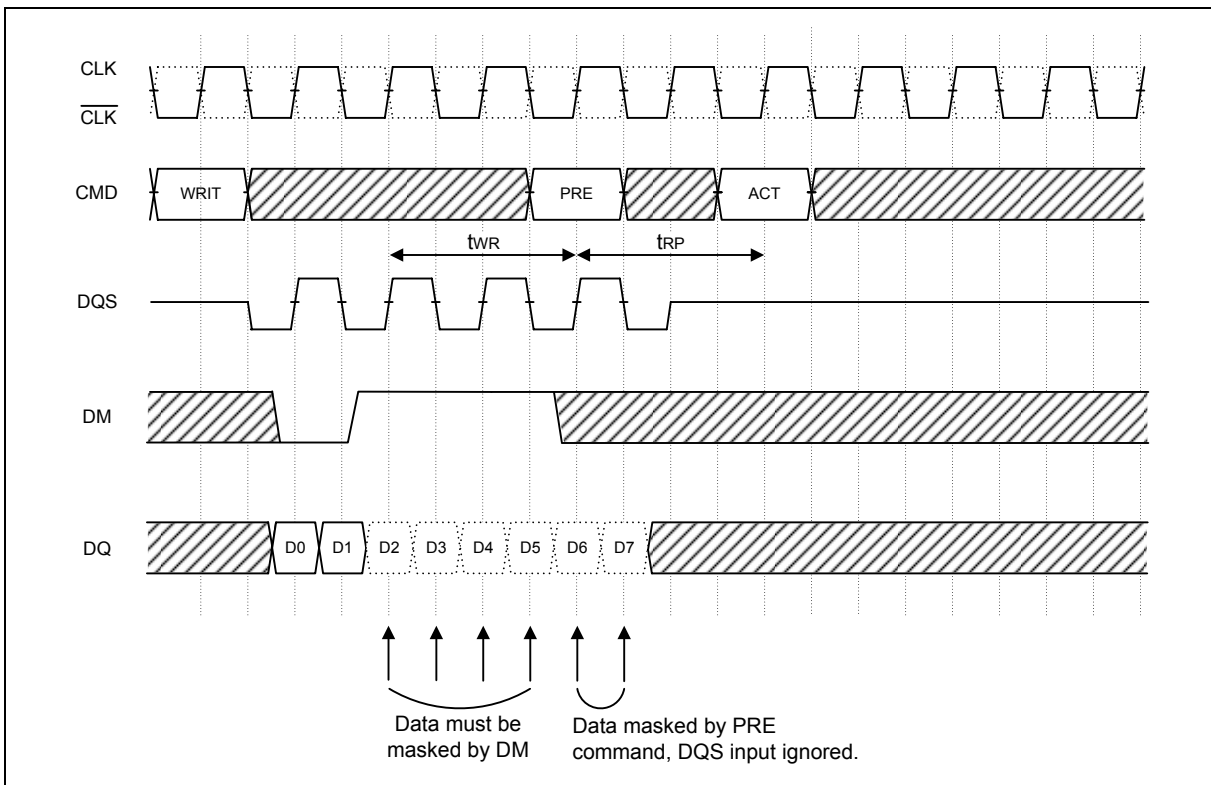 CLK
CLK
CMD
WRIT
PRE
ACT
tWR
tRP
DQS
DM
DQ
D0
D1
D2
D3
D4
D5
D6
D7
Data must be
masked by DM
Data masked by PRE
command, DQS input ignored.